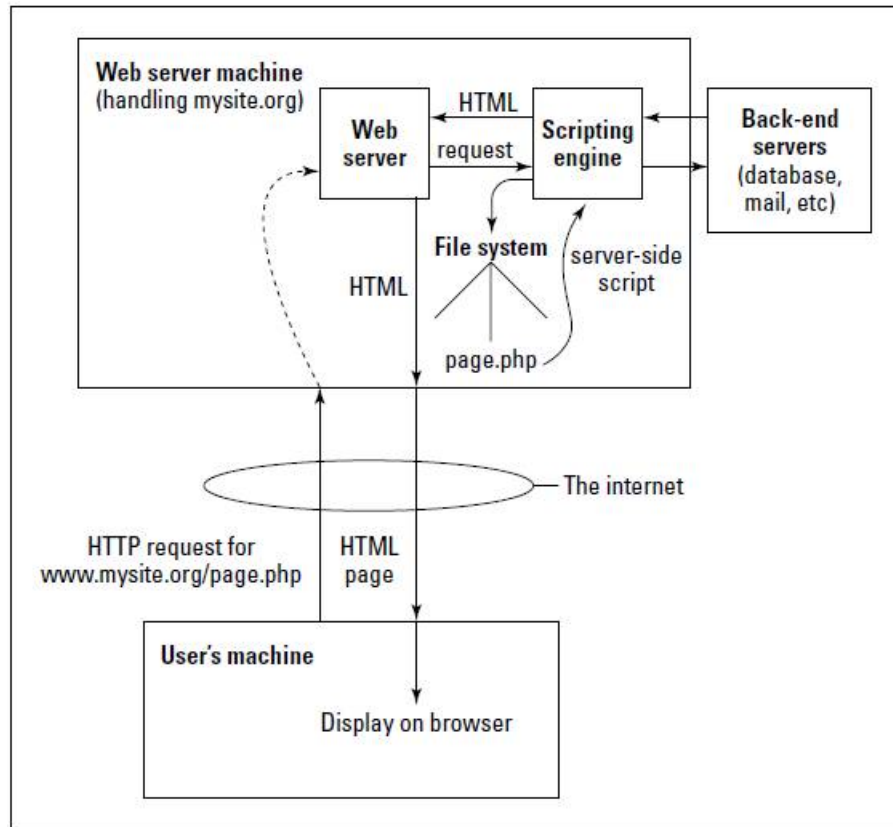 Web server machine
(handling mysite.org)
HTML
Web
server
request
Scripting
engine
Back-end
servers
(database,
mail, etc)
File system
server-side
script
HTML
page.php
The internet
HTTP request for
www.mysite.org/page.php
HTML
page
User's machine
Display on browser